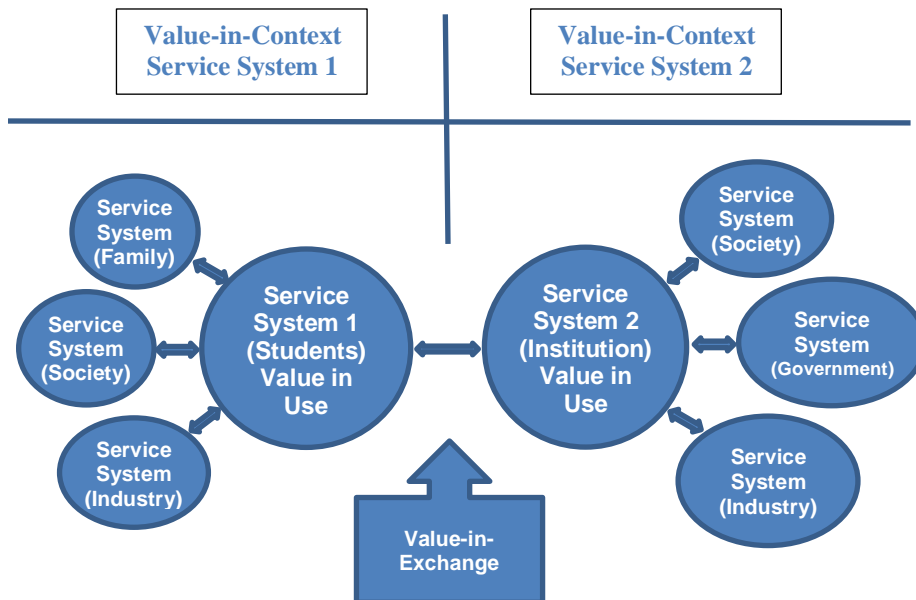 Value-in-Context
Service System 1
Value-in-Context
Service System 2
Service
System
(Family)
Service
System
(Society)
Service
System
(Industry)
Service
System 1
(Students)
Value in
Use
Service
System 2
(Institution)
Value in
Use
Service
System
(Society)
Service
System
(Government)
Service
System
(Industry)
Value-in-
Exchange